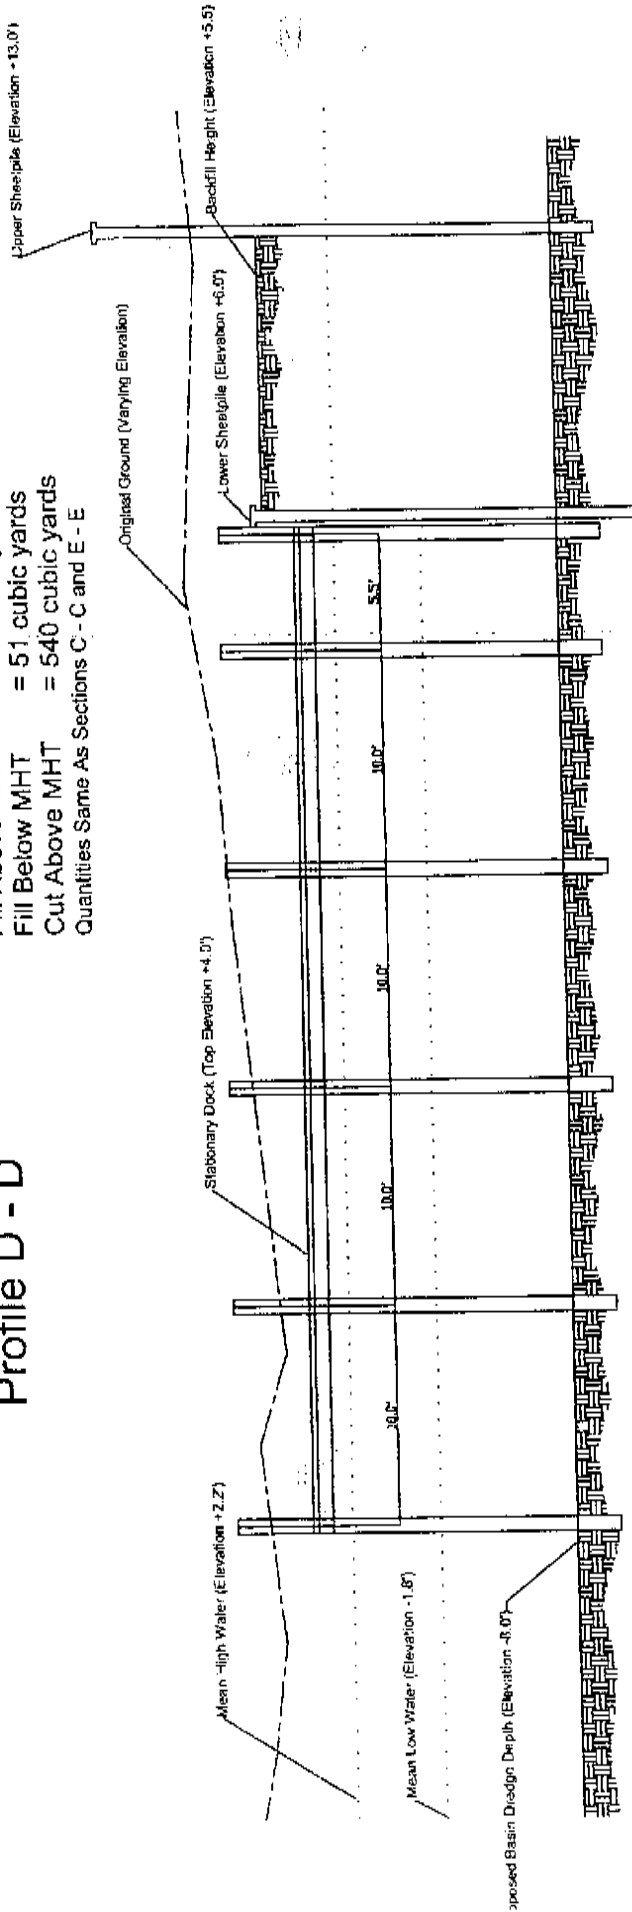 Profile D - D
Fill Below MHT = 51 cubic yards
Cut Above MHT = 540 cubic yards
Quantities Same As Sections C - C and E - E
Upper Sheetpile (Elevation +13.0')
Original Ground (Varying Elevation)
Backfill Height (Elevation +5.5)
Lower Sheetpile (Elevation +6.0')
Stationary Dock (Top Elevation +4.0')
Mean High Water (Elevation +2.2')
Mean Low Water (Elevation -1.8')
Basin Dredge Depth (Elevation -8.0')
10.0'
10.0'
10.0'
10.0'
5.5'